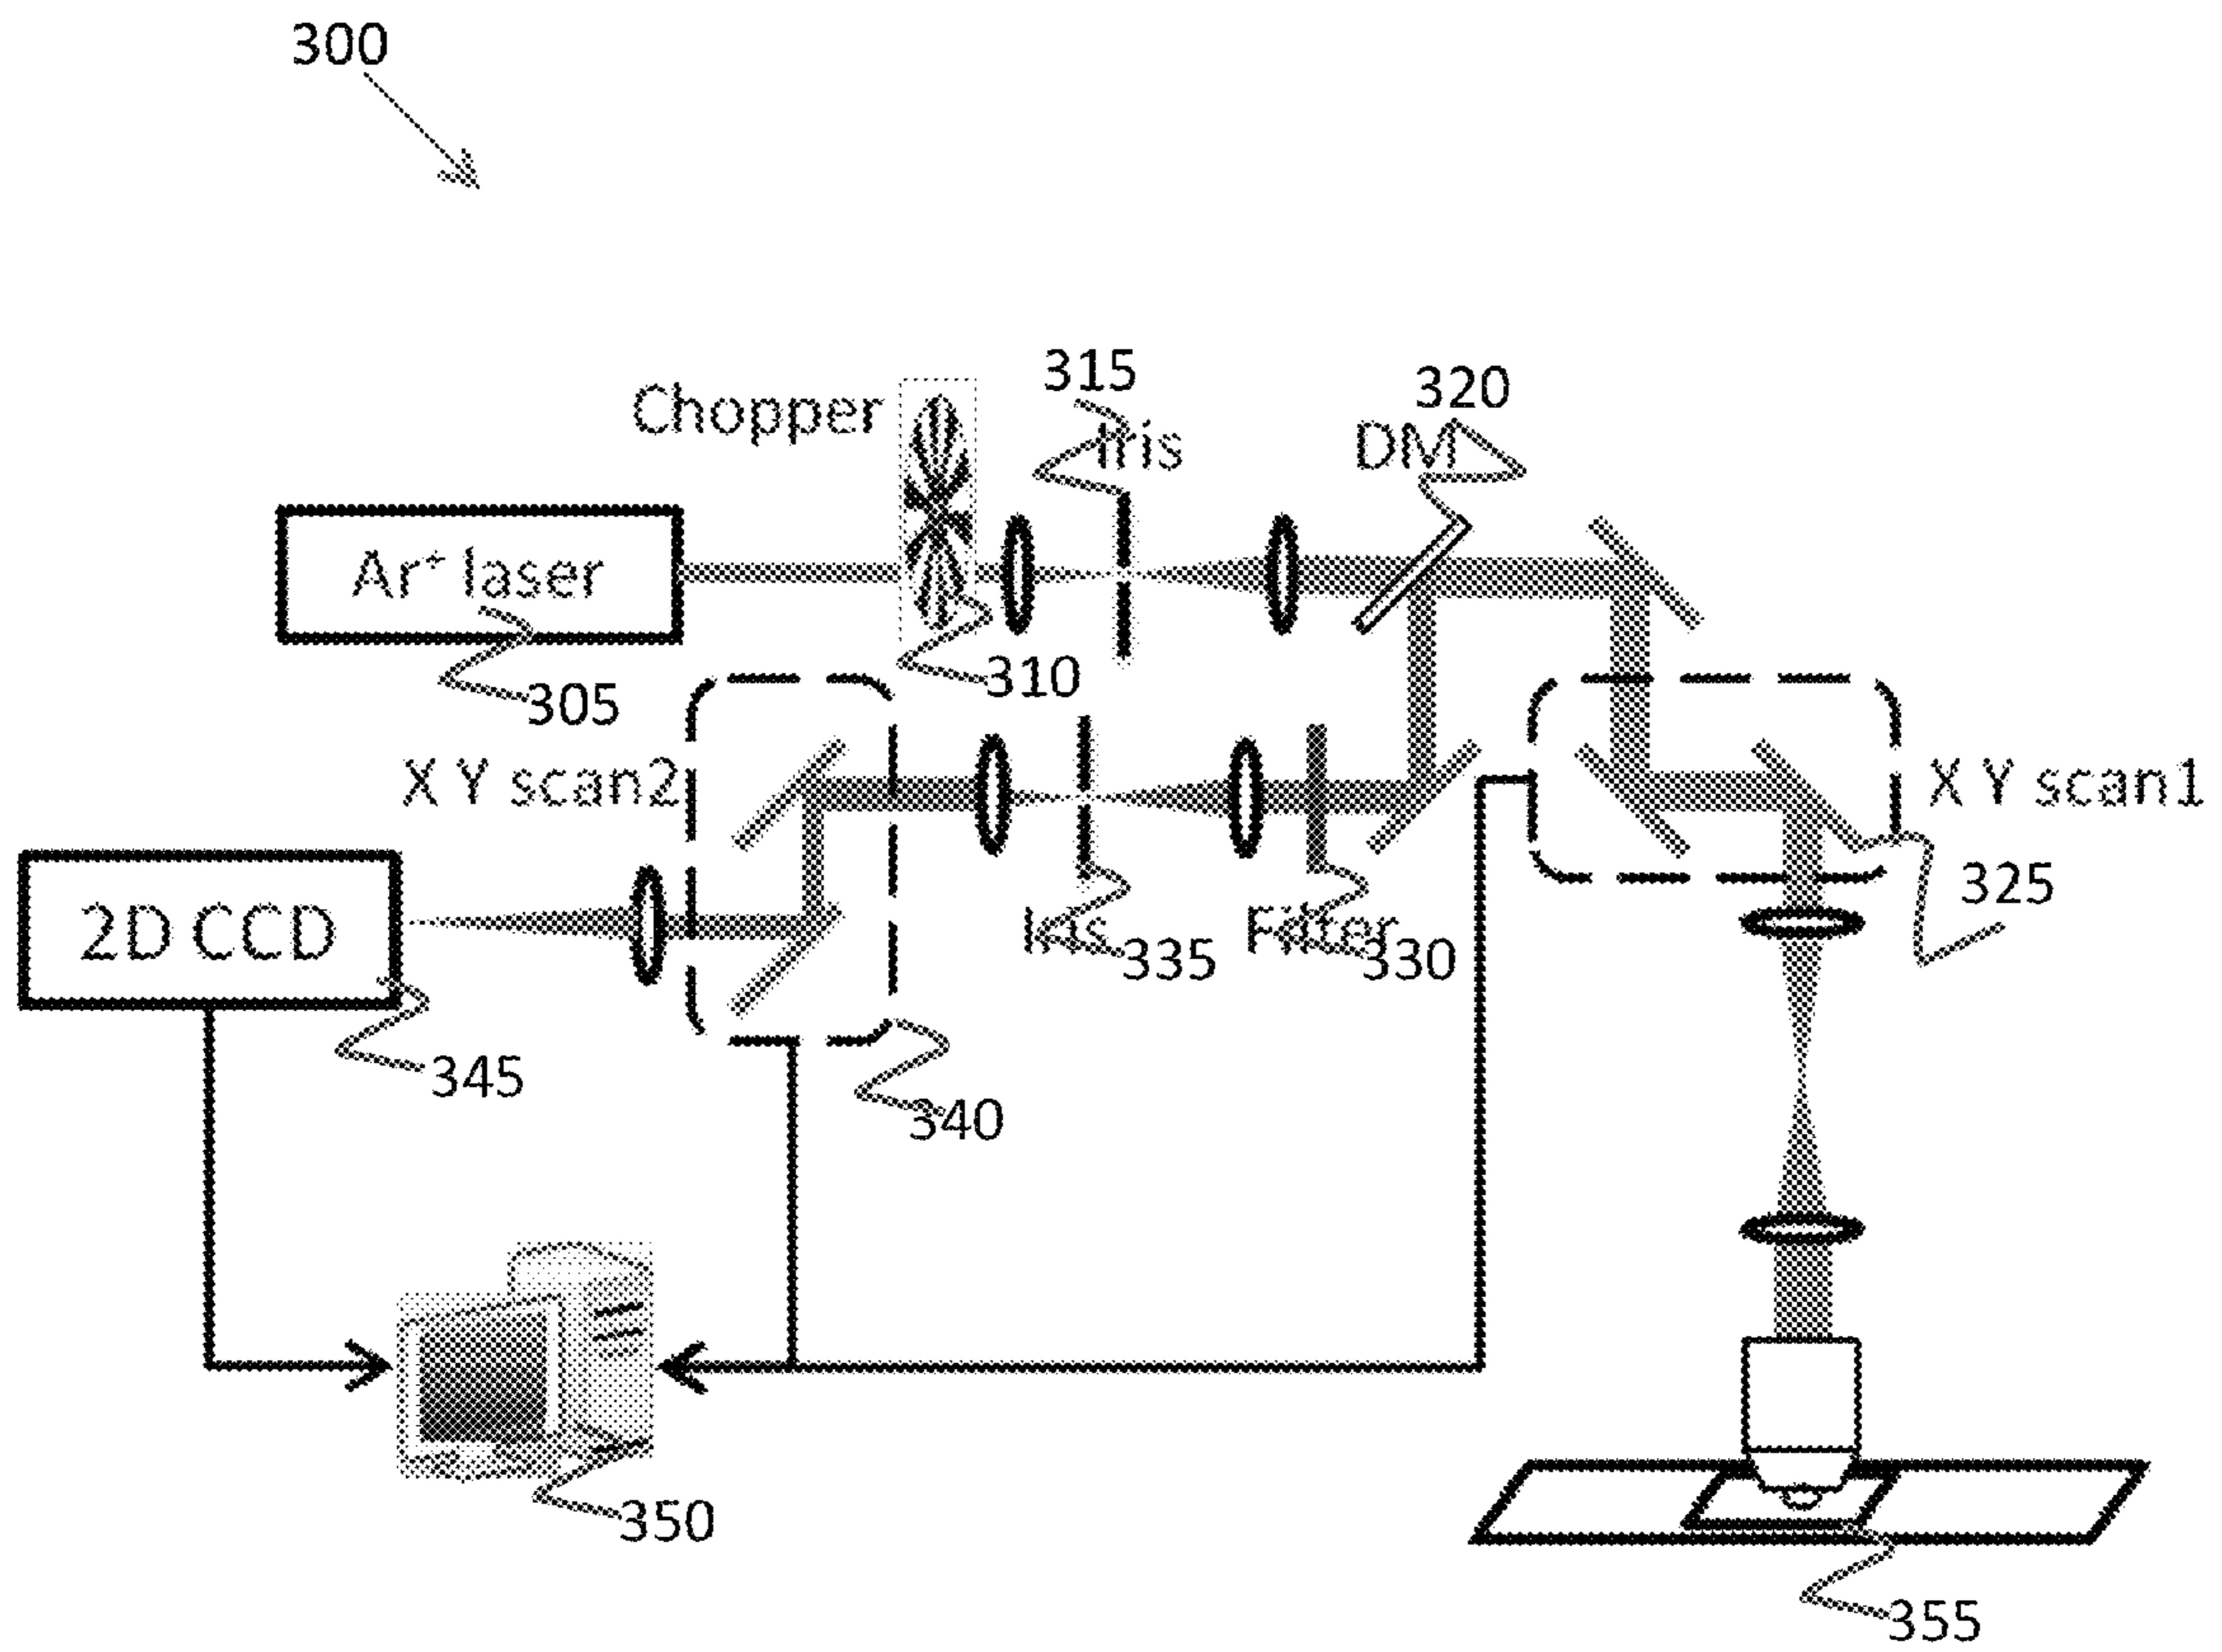 300
315
320
Chopper
Iris
DM
Ar⁺ laser
310
305
X Y scan2
X Y scan1
325
2D CCD
Iris
335
Filter
330
345
340
350
355